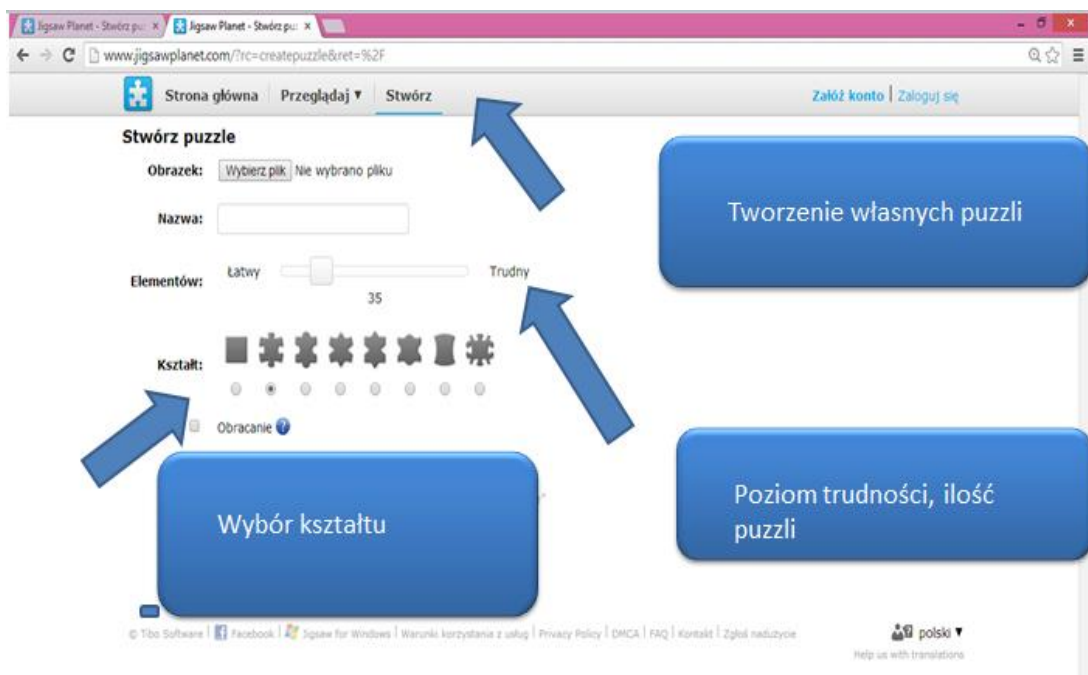 Jigsaw Planet - Stwórz pu: x Jigsaw Planet - Stwórz pu: x
www.jigsawplanet.com/?rc=createpuzzle&ret=%2F
Strona główna Przeglądaj ▼ Stwórz Załóż konto | Zaloguj się
Stwórz puzzle
Obrazek: Wybierz plik Nie wybrano pliku
Nazwa:
Tworzenie własnych puzzli
Elementów: Łatwy Trudny
35
Kształt:
Obracanie ?
Wybór kształtu
Poziom trudności, ilość
puzzli
© Tibo Software | Facebook | Jigsaw for Windows | Warunki korzystania z usług | Privacy Policy | DMCA | FAQ | Kontakt | Zgłoś nadużycie polski ▼
Help us with translations